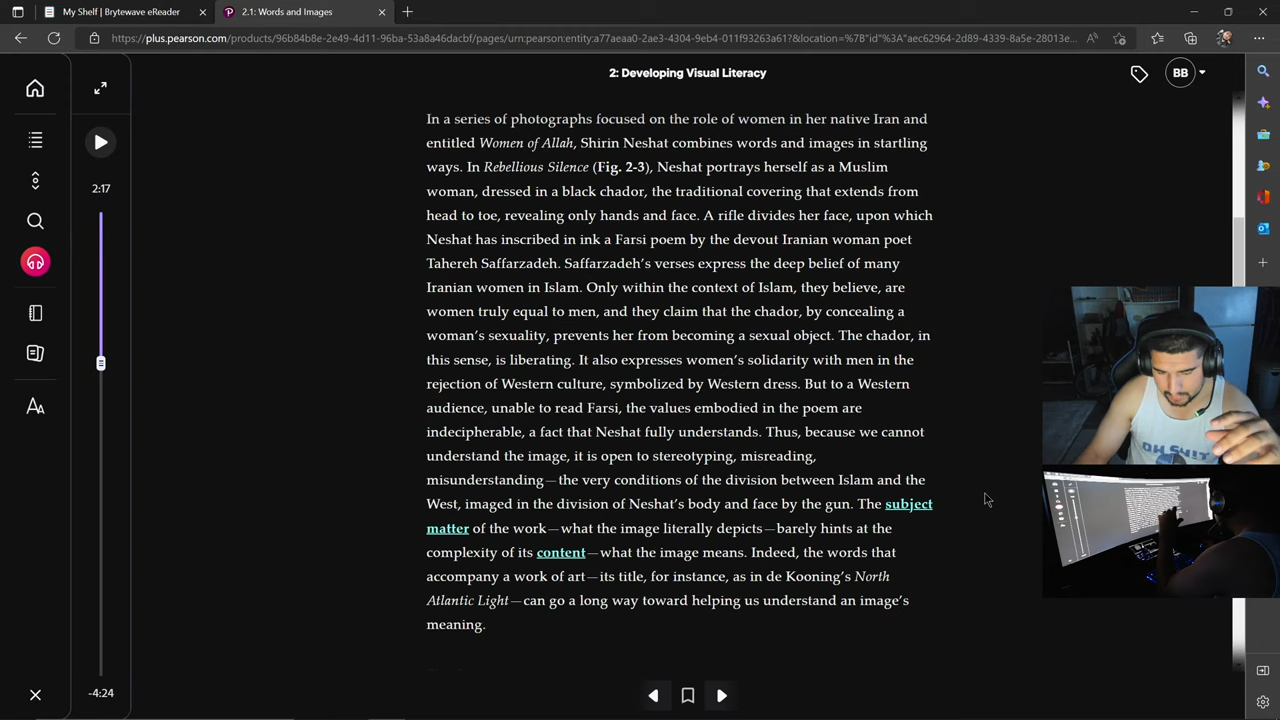 My Shelf | Brytewave eReader
2.1: Words and Images
https://plus.pearson.com/products/96b84b8e-2e49-4d11-96ba-53a8a46dacbf/pages/urn:pearson:entity:a77eaea0-2ae3-4304-9eb4-011f93263a61?&location=%7B"id"%3A"aec62964-2d89-4339-8a5e-28013e...
2: Developing Visual Literacy
BB
2:17
In a series of photographs focused on the role of women in her native Iran and
entitled Women of Allah, Shirin Neshat combines words and images in startling
ways. In Rebellious Silence (Fig. 2-3), Neshat portrays herself as a Muslim
woman, dressed in a black chador, the traditional covering that extends from
head to toe, revealing only hands and face. A rifle divides her face, upon which
Neshat has inscribed in ink a Farsi poem by the devout Iranian woman poet
Tahereh Saffarzadeh. Saffarzadeh's verses express the deep belief of many
Iranian women in Islam. Only within the context of Islam, they believe, are
women truly equal to men, and they claim that the chador, by concealing a
woman's sexuality, prevents her from becoming a sexual object. The chador, in
this sense, is liberating. It also expresses women's solidarity with men in the
rejection of Western culture, symbolized by Western dress. But to a Western
audience, unable to read Farsi, the values embodied in the poem are
indecipherable, a fact that Neshat fully understands. Thus, because we cannot
understand the image, it is open to stereotyping, misreading,
misunderstanding—the very conditions of the division between Islam and the
West, imaged in the division of Neshat's body and face by the gun. The subject
matter of the work—what the image literally depicts—barely hints at the
complexity of its content—what the image means. Indeed, the words that
accompany a work of art—its title, for instance, as in de Kooning's North
Atlantic Light—can go a long way toward helping us understand an image's
meaning.
-4:24
OH SHIT